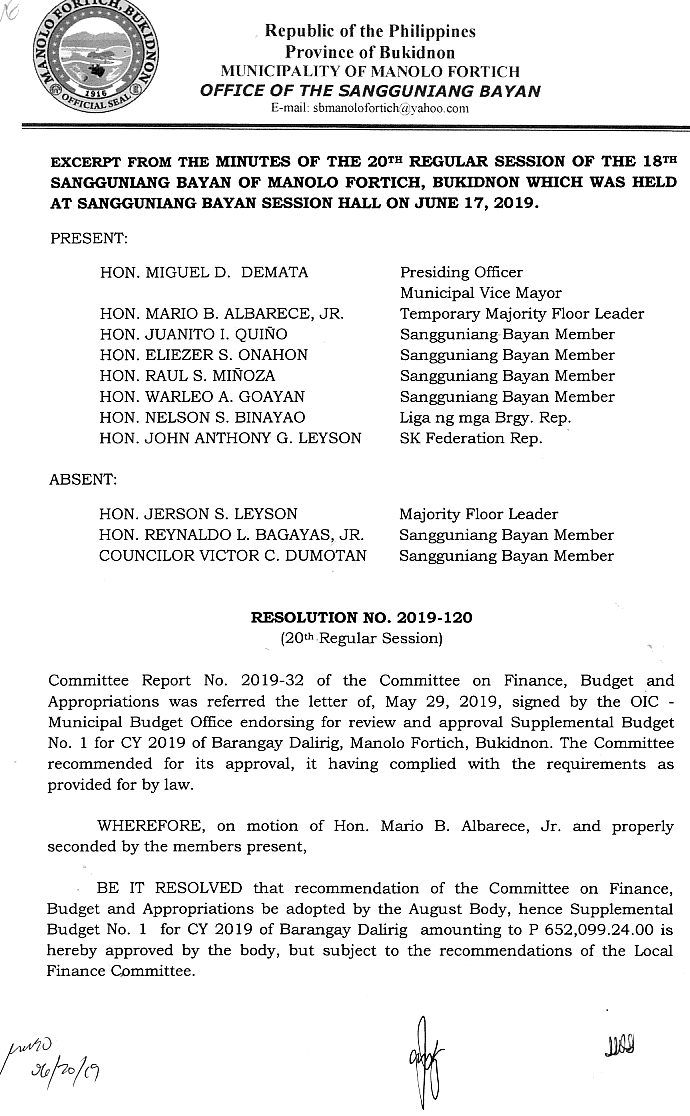 MANOLO FORTICH, BUKIDNON
1916
OFFICIAL SEAL
Republic of the Philippines
Province of Bukidnon
MUNICIPALITY OF MANOLO FORTICH
OFFICE OF THE SANGGUNIANG BAYAN
E-mail: sbmanolofortich@yahoo.com
EXCERPT FROM THE MINUTES OF THE 20TH REGULAR SESSION OF THE 18TH
SANGGUNIANG BAYAN OF MANOLO FORTICH, BUKIDNON WHICH WAS HELD
AT SANGGUNIANG BAYAN SESSION HALL ON JUNE 17, 2019.
PRESENT:
HON. MIGUEL D. DEMATA Presiding Officer
Municipal Vice Mayor
HON. MARIO B. ALBARECE, JR. Temporary Majority Floor Leader
HON. JUANITO I. QUIÑO Sangguniang Bayan Member
HON. ELIEZER S. ONAHON Sangguniang Bayan Member
HON. RAUL S. MIÑOZA Sangguniang Bayan Member
HON. WARLEO A. GOAYAN Sangguniang Bayan Member
HON. NELSON S. BINAYAO Liga ng mga Brgy. Rep.
HON. JOHN ANTHONY G. LEYSON SK Federation Rep.
ABSENT:
HON. JERSON S. LEYSON Majority Floor Leader
HON. REYNALDO L. BAGAYAS, JR. Sangguniang Bayan Member
COUNCILOR VICTOR C. DUMOTAN Sangguniang Bayan Member
RESOLUTION NO. 2019-120
(20th Regular Session)
Committee Report No. 2019-32 of the Committee on Finance, Budget and
Appropriations was referred the letter of, May 29, 2019, signed by the OIC -
Municipal Budget Office endorsing for review and approval Supplemental Budget
No. 1 for CY 2019 of Barangay Dalirig, Manolo Fortich, Bukidnon. The Committee
recommended for its approval, it having complied with the requirements as
provided for by law.
WHEREFORE, on motion of Hon. Mario B. Albarece, Jr. and properly
seconded by the members present,
BE IT RESOLVED that recommendation of the Committee on Finance,
Budget and Appropriations be adopted by the August Body, hence Supplemental
Budget No. 1 for CY 2019 of Barangay Dalirig amounting to P 652,099.24.00 is
hereby approved by the body, but subject to the recommendations of the Local
Finance Committee.